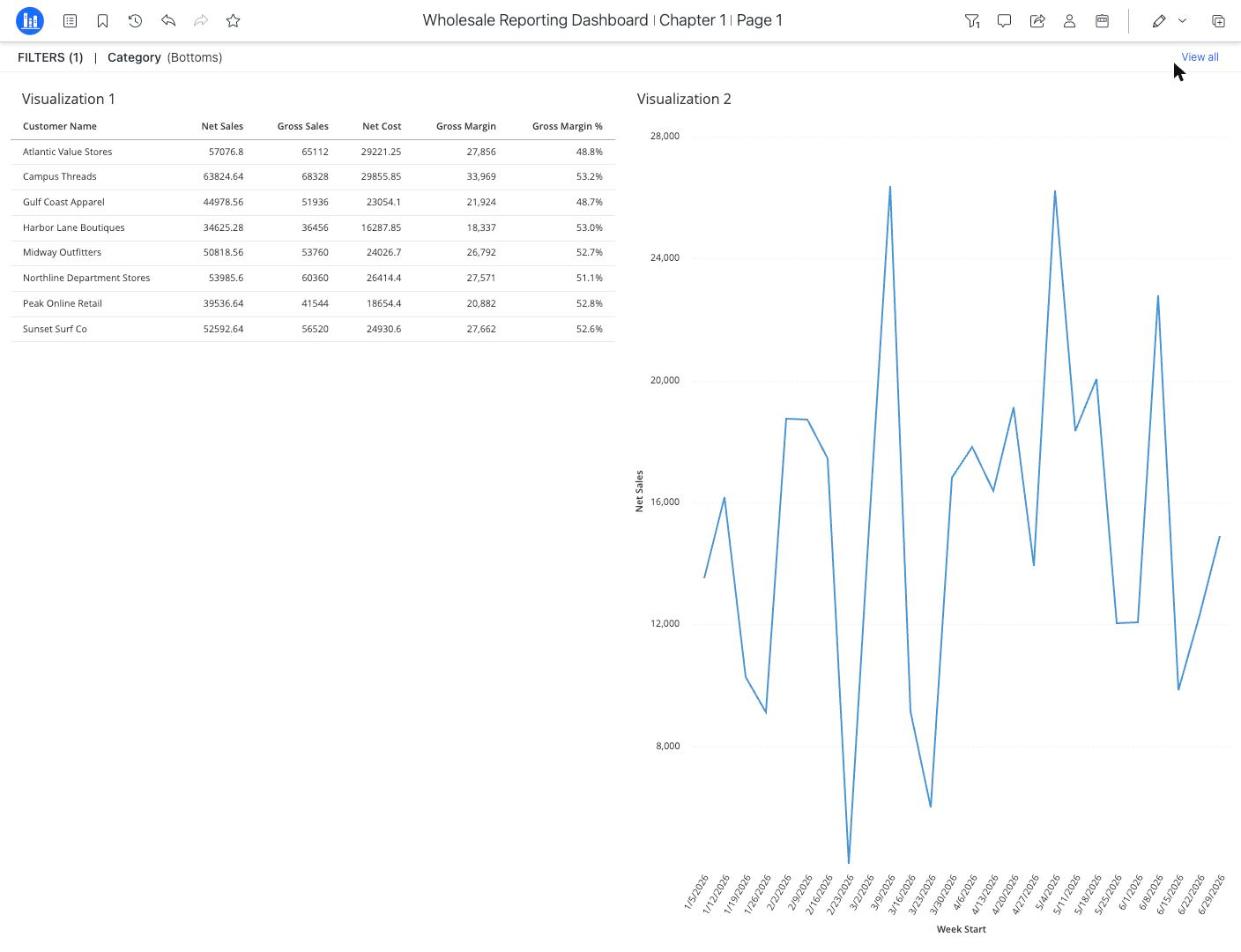 Wholesale Reporting Dashboard | Chapter 1 | Page 1
1
FILTERS (1) | Category (Bottoms) View all
Visualization 1
Customer Name Net Sales Gross Sales Net Cost Gross Margin Gross Margin %
Atlantic Value Stores 57076.8 65112 29221.25 27,856 48.8%
Campus Threads 63824.64 68328 29855.85 33,969 53.2%
Gulf Coast Apparel 44978.56 51936 23054.1 21,924 48.7%
Harbor Lane Boutiques 34625.28 36456 16287.85 18,337 53.0%
Midway Outfitters 50818.56 53760 24026.7 26,792 52.7%
Northline Department Stores 53985.6 60360 26414.4 27,571 51.1%
Peak Online Retail 39536.64 41544 18654.4 20,882 52.8%
Sunset Surf Co 52592.64 56520 24930.6 27,662 52.6%
Visualization 2
28,000
24,000
20,000
16,000
12,000
8,000
Net Sales
1/5/2026
1/12/2026
1/19/2026
1/26/2026
2/2/2026
2/9/2026
2/16/2026
2/23/2026
3/2/2026
3/9/2026
3/16/2026
3/23/2026
3/30/2026
4/6/2026
4/13/2026
4/20/2026
4/27/2026
5/4/2026
5/11/2026
5/18/2026
5/25/2026
6/1/2026
6/8/2026
6/15/2026
6/22/2026
6/29/2026
Week Start